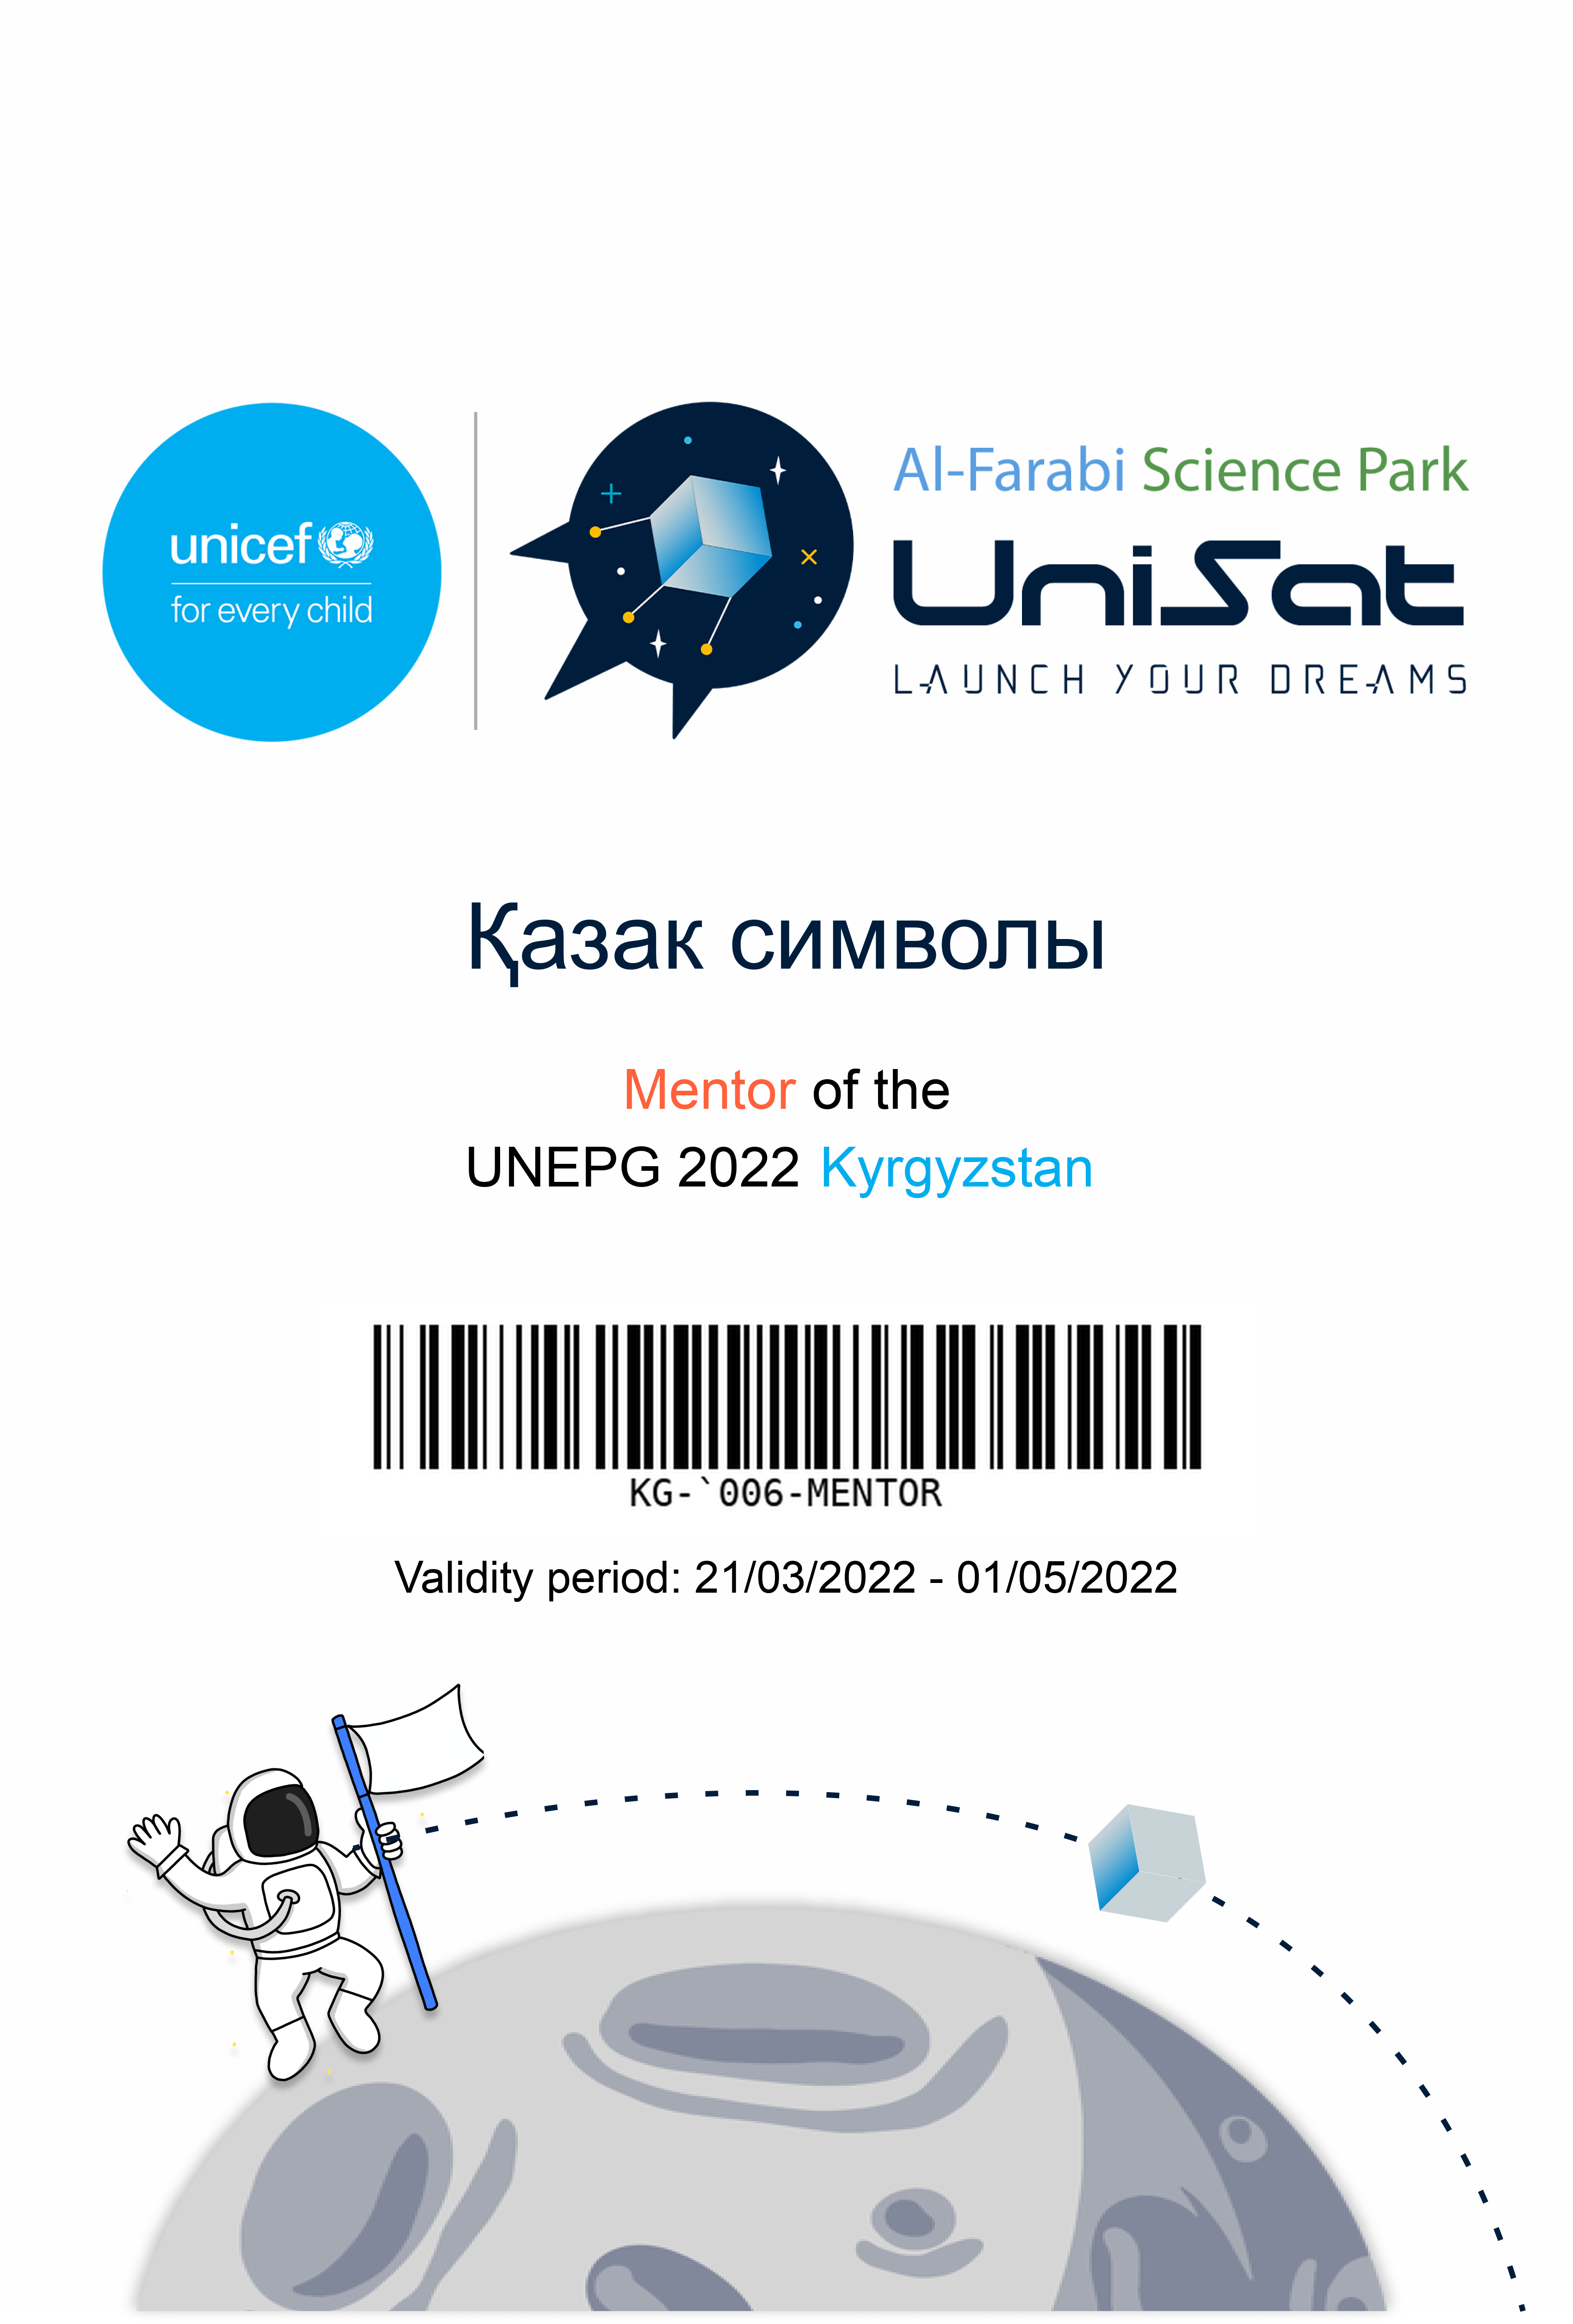 unicef
for every child
Al-Farabi Science Park
UniSat
LAUNCH YOUR DREAMS
Қазак символы
Mentor of the
UNEPG 2022 Kyrgyzstan
KG-`006-MENTOR
Validity period: 21/03/2022 - 01/05/2022